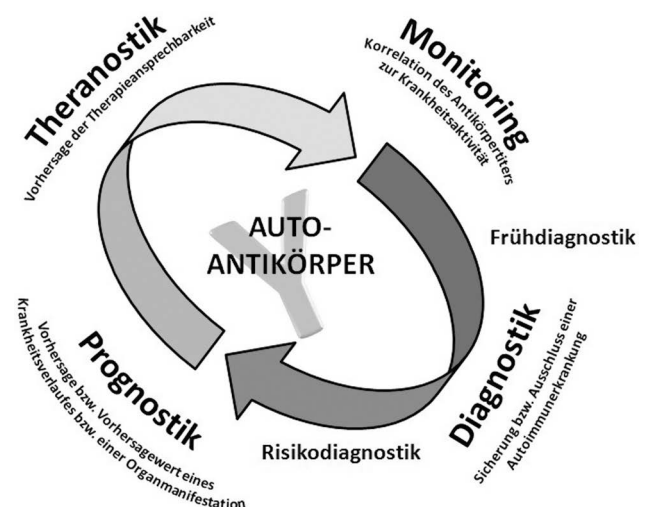 Theranostik
Vorhersage der Therapieansprechbarkeit
Monitoring
Korrelation des Antikörpertiters
zur Krankheitsaktivität
AUTO-
ANTIKÖRPER
Frühdiagnostik
Diagnostik
Sicherung bzw. Ausschluss einer
Autoimmunerkrankung
Risikodiagnostik
Prognostik
Vorhersage bzw. Vorhersagewert eines
Krankheitsverlaufes bzw. einer Organmanifestation